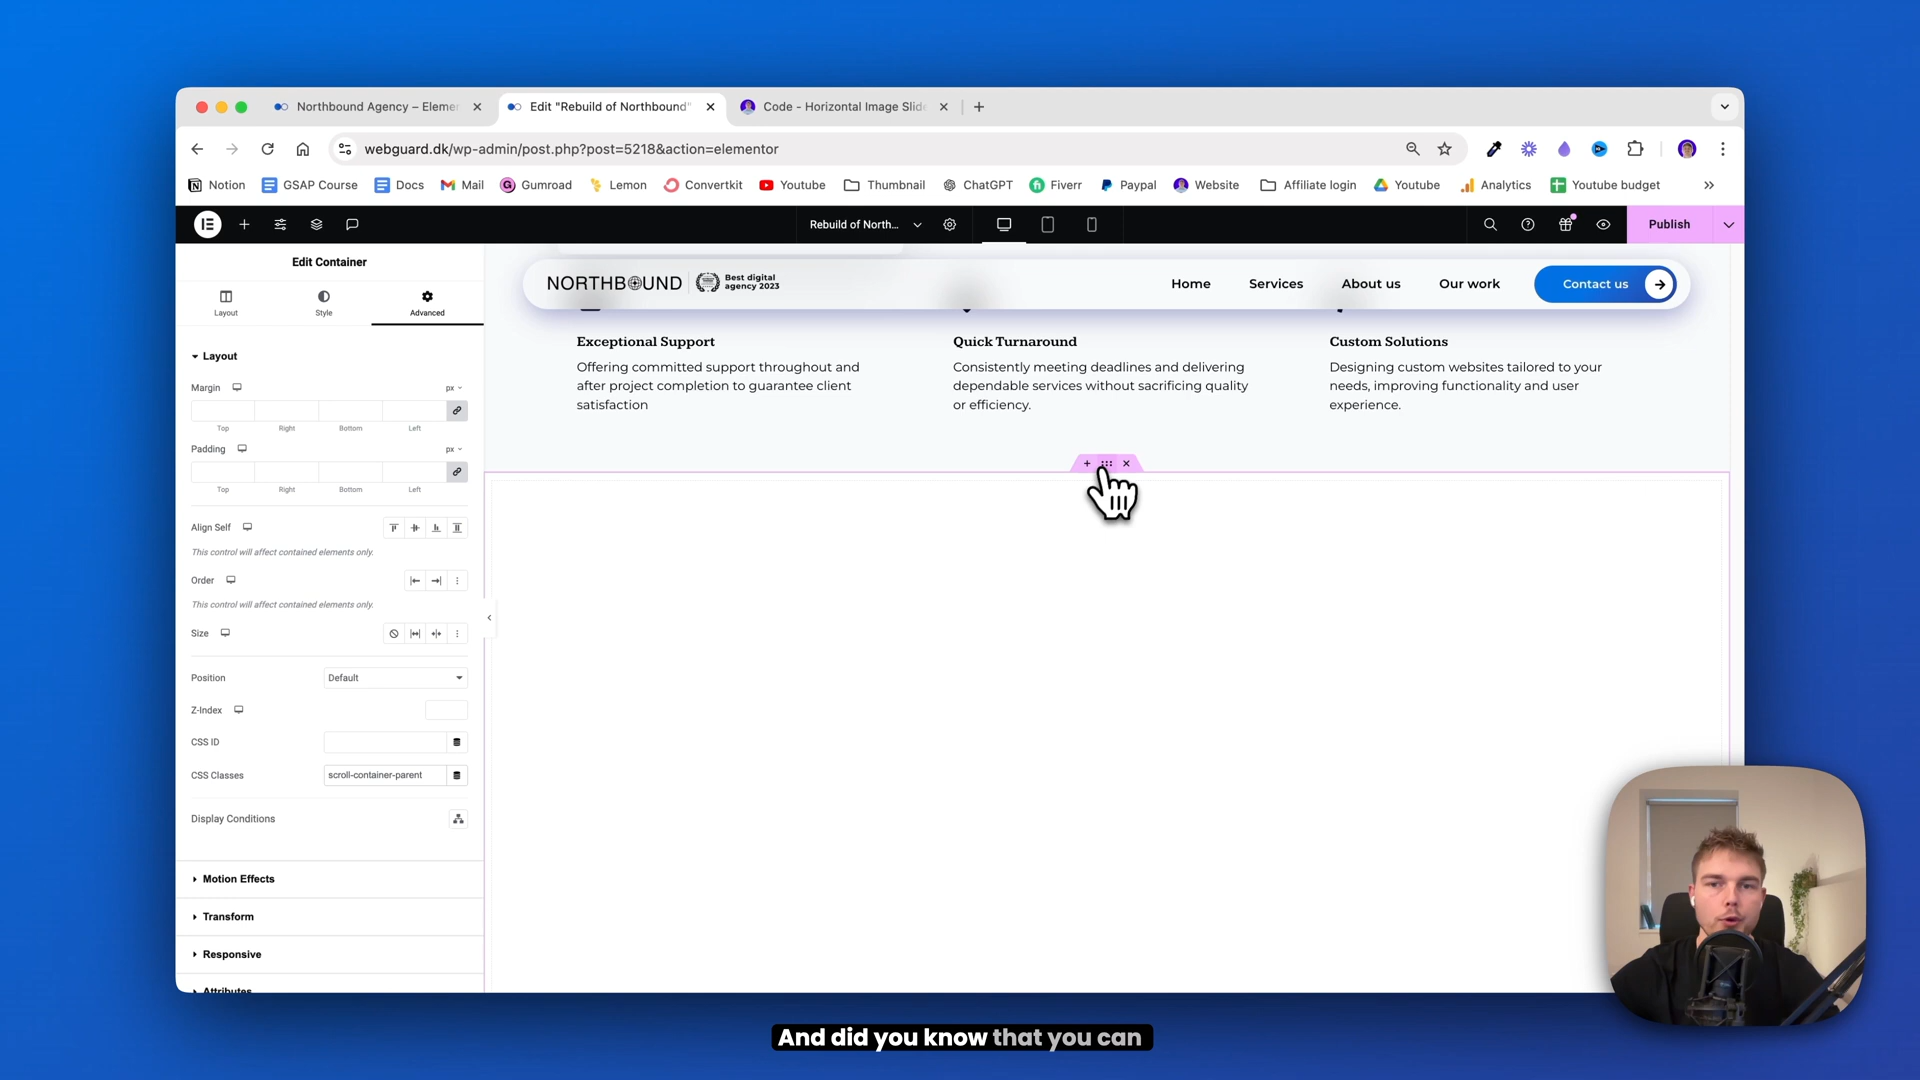 Northbound Agency – Elemer
Edit "Rebuild of Northbound"
Code - Horizontal Image Slide
webguard.dk/wp-admin/post.php?post=5218&action=elementor
Notion
GSAP Course
Docs
Mail
Gumroad
Lemon
Convertkit
Youtube
Thumbnail
ChatGPT
Fiverr
Paypal
Website
Affiliate login
Youtube
Analytics
Youtube budget
Rebuild of North...
Publish
Edit Container
Layout
Style
Advanced
Layout
Margin
px
Top
Right
Bottom
Left
Padding
px
Top
Right
Bottom
Left
Align Self
This control will affect contained elements only.
Order
This control will affect contained elements only.
Size
Position
Default
Z-Index
CSS ID
CSS Classes
scroll-container-parent
Display Conditions
Motion Effects
Transform
Responsive
Attributes
NORTHBOUND
Best digital
agency 2023
Home
Services
About us
Our work
Contact us
Exceptional Support
Offering committed support throughout and
after project completion to guarantee client
satisfaction
Quick Turnaround
Consistently meeting deadlines and delivering
dependable services without sacrificing quality
or efficiency.
Custom Solutions
Designing custom websites tailored to your
needs, improving functionality and user
experience.
And did you know that you can